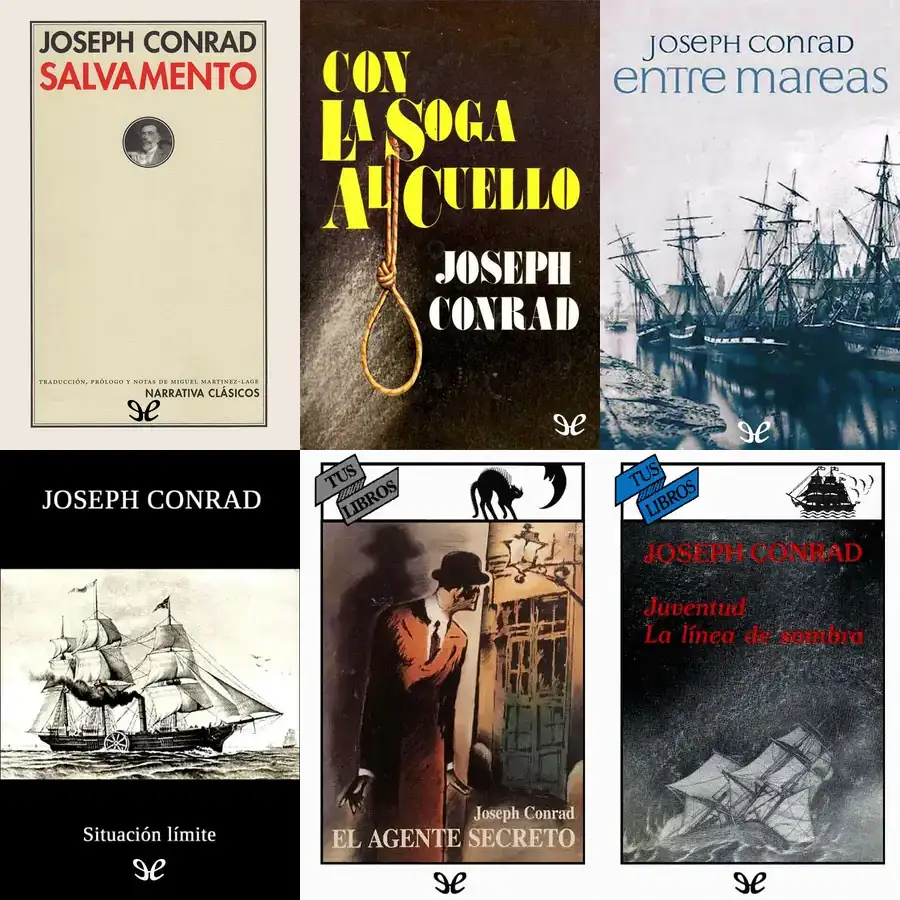 JOSEPH CONRAD
SALVAMENTO
TRADUCCIÓN, PRÓLOGO Y NOTAS DE MIGUEL MARTÍNEZ-LAGE
NARRATIVA CLÁSICOS
CON
LA SOGA
AL CUELLO
JOSEPH
CONRAD
JOSEPH CONRAD
entre mareas
JOSEPH CONRAD
Situación límite
TUS
LIBROS
Joseph Conrad
EL AGENTE SECRETO
TUS
LIBROS
JOSEPH CONRAD
Juventud
La línea de sombra